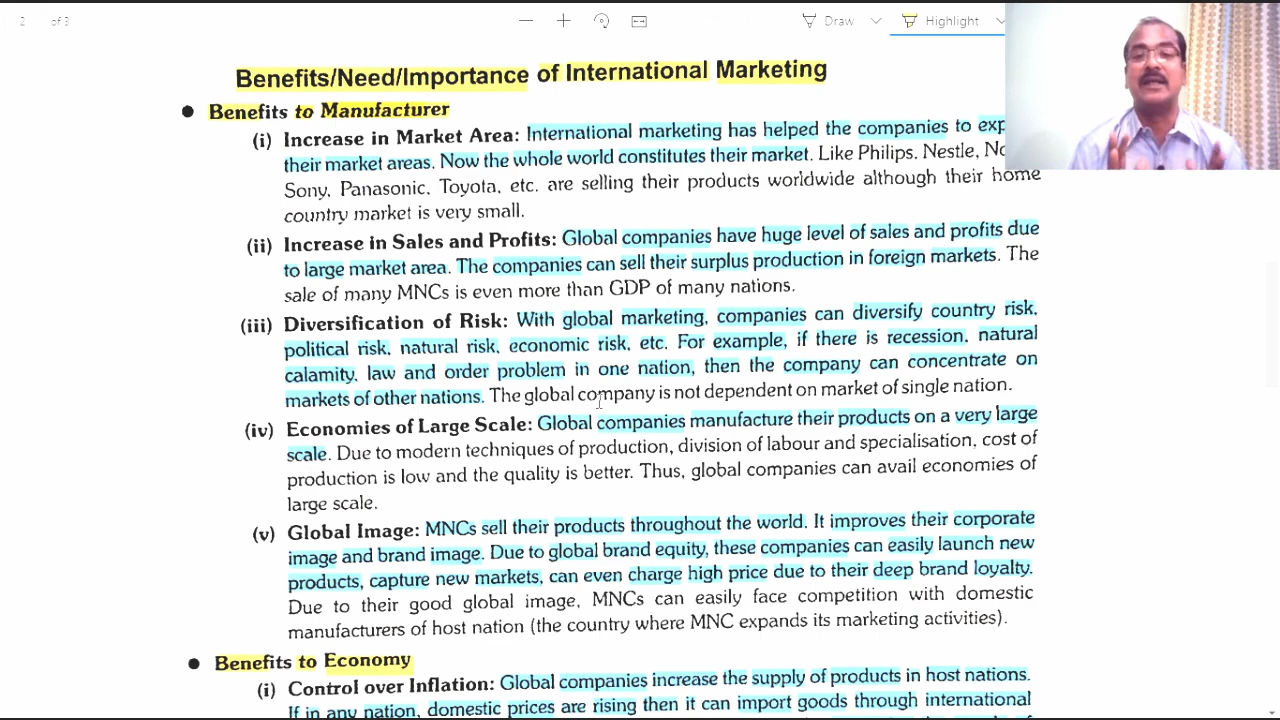 2 of 3
Draw
Highlight
Benefits/Need/Importance of International Marketing
● Benefits to Manufacturer
(i) Increase in Market Area: International marketing has helped the companies to
their market areas. Now the whole world constitutes their market. Like Philips, Nestle,
Sony, Panasonic, Toyota, etc. are selling their products worldwide although their home
country market is very small.
(ii) Increase in Sales and Profits: Global companies have huge level of sales and profits due
to large market area. The companies can sell their surplus production in foreign markets. The
sale of many MNCs is even more than GDP of many nations.
(iii) Diversification of Risk: With global marketing, companies can diversify country risk,
political risk, natural risk, economic risk, etc. For example, if there is recession, natural
calamity, law and order problem in one nation, then the company can concentrate on
markets of other nations. The global company is not dependent on market of single nation.
(iv) Economies of Large Scale: Global companies manufacture their products on a very large
scale. Due to modern techniques of production, division of labour and specialisation, cost of
production is low and the quality is better. Thus, global companies can avail economies of
large scale.
(v) Global Image: MNCs sell their products throughout the world. It improves their corporate
image and brand image. Due to global brand equity, these companies can easily launch new
products, capture new markets, can even charge high price due to their deep brand loyalty.
Due to their good global image, MNCs can easily face competition with domestic
manufacturers of host nation (the country where MNC expands its marketing activities).
● Benefits to Economy
(i) Control over Inflation: Global companies increase the supply of products in host nations.
If in any nation, domestic prices are rising then it can import goods through international